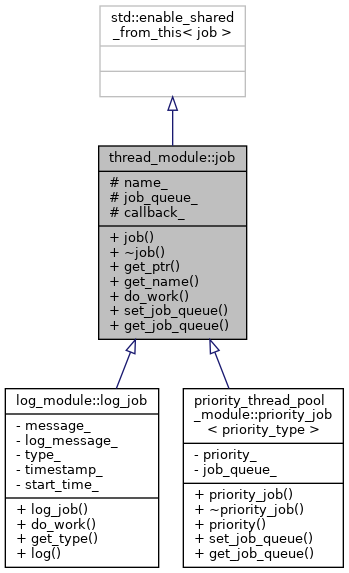 std::enable_shared
_from_this< job >
thread_module::job
# name_
# job_queue_
# callback_
+ job()
+ ~job()
+ get_ptr()
+ get_name()
+ do_work()
+ set_job_queue()
+ get_job_queue()
log_module::log_job
- message_
- log_message_
- type_
- timestamp_
- start_time_
+ log_job()
+ do_work()
+ get_type()
+ log()
priority_thread_pool
_module::priority_job
< priority_type >
- priority_
- job_queue_
+ priority_job()
+ ~priority_job()
+ priority()
+ set_job_queue()
+ get_job_queue()